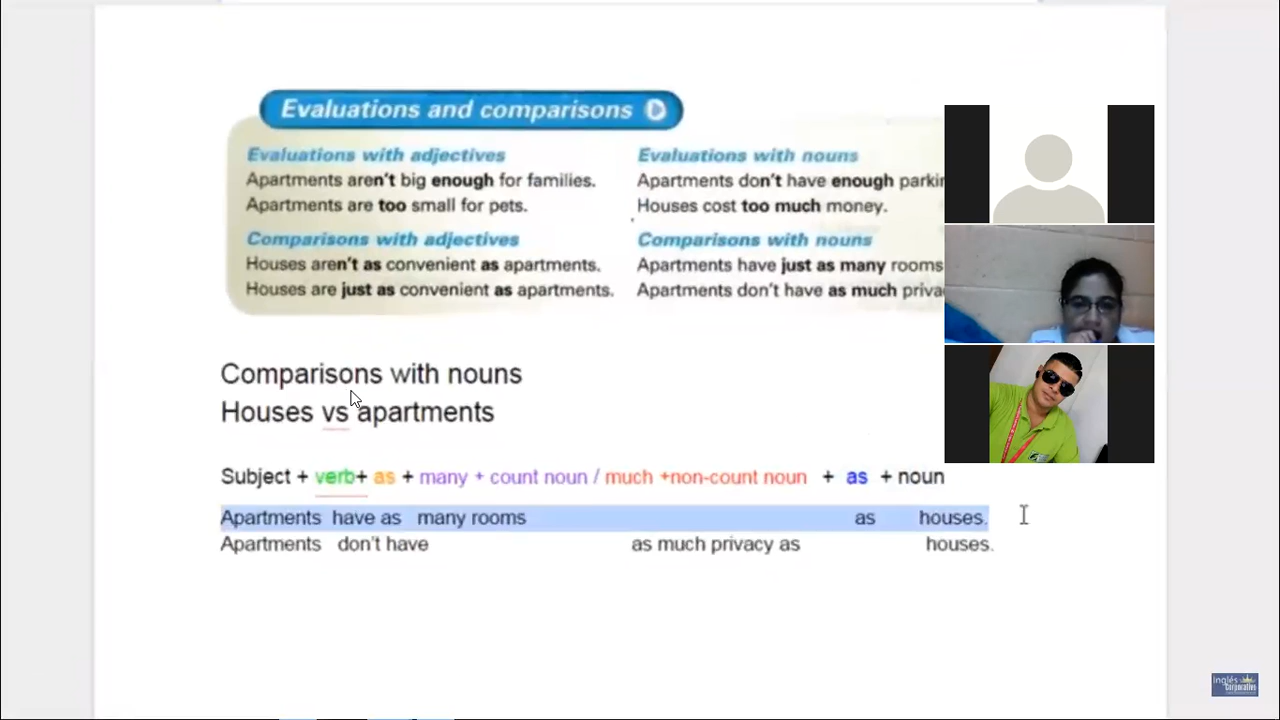 Evaluations and comparisons
Evaluations with adjectives
Apartments aren't big enough for families.
Apartments are too small for pets.
Comparisons with adjectives
Houses aren't as convenient as apartments.
Houses are just as convenient as apartments.
Evaluations with nouns
Apartments don't have enough
Houses cost too much money.
Comparisons with nouns
Apartments have just as many rooms
Apartments don't have as much
Comparisons with nouns
Houses vs apartments
Subject + verb+ as + many + count noun / much +non-count noun + as + noun
Apartments have as many rooms as houses.
Apartments don't have as much privacy as houses.
Inglés
Corporativo